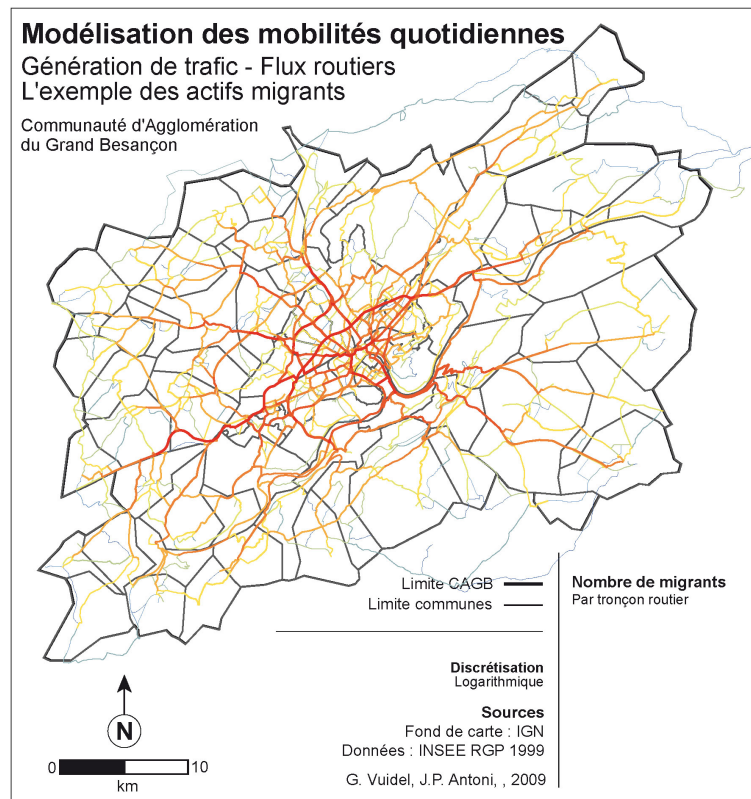 Modélisation des mobilités quotidiennes
Génération de trafic - Flux routiers
L'exemple des actifs migrants
Communauté d'Agglomération
du Grand Besançon
Limite CAGB
Limite communes
Nombre de migrants
Par tronçon routier
Discrétisation
Logarithmique
Sources
Fond de carte : IGN
Données : INSEE RGP 1999
G. Vuidel, J.P. Antoni, , 2009
N
0 10
km